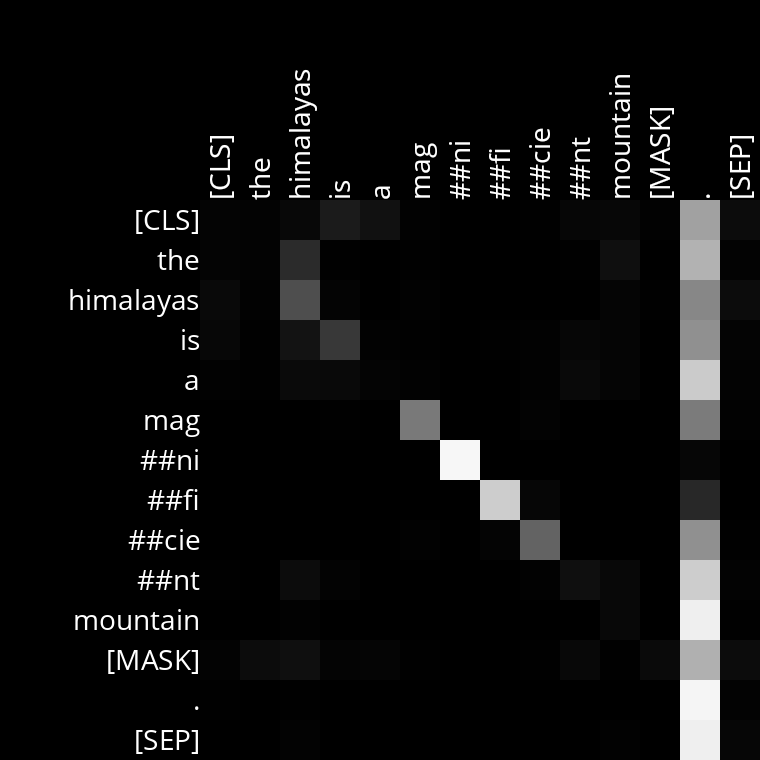 [CLS]
the
himalayas
is
a
mag
##ni
##fi
##cie
##nt
mountain
[MASK]
.
[SEP]
[CLS]
the
himalayas
is
a
mag
##ni
##fi
##cie
##nt
mountain
[MASK]
.
[SEP]